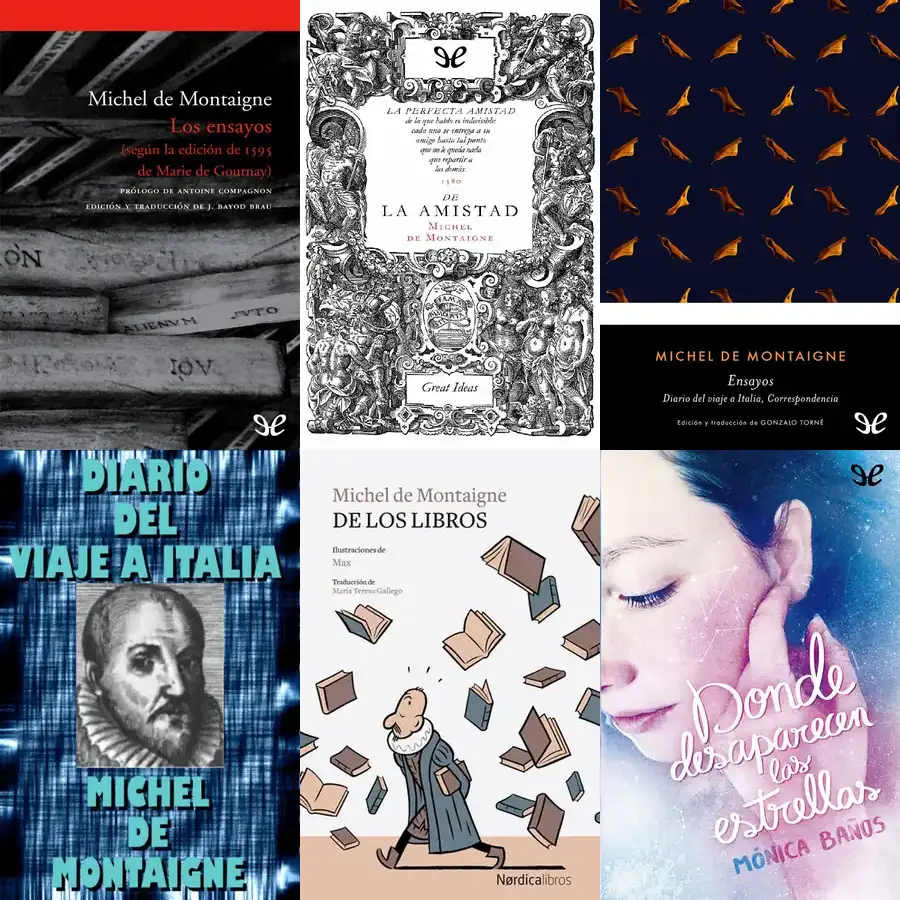 Michel de Montaigne
Los ensayos
(según la edición de 1595
de Marie de Gournay)
PRÓLOGO DE ANTOINE COMPAGNON
EDICIÓN Y TRADUCCIÓN DE J. BAYOD BRAU
ALIENVM
LA PERFECTA AMISTAD
de la que hablo es indivisible:
cada uno se entrega a su
amigo hasta tal punto
que no le queda nada
que repartir a
los demás.
1580
DE
LA AMISTAD
MICHEL
DE MONTAIGNE
Great Ideas
MICHEL DE MONTAIGNE
Ensayos
Diario del viaje a Italia, Correspondencia
Edición y traducción de GONZALO TORNÉ
DIARIO
DEL
VIAJE A ITALIA
MICHEL
DE
MONTAIGNE
Michel de Montaigne
DE LOS LIBROS
Ilustraciones de
Max
Traducción de
María Teresa Gallego
Nørdicalibros
Donde
desaparecen
las
estrellas
MÓNICA BAÑOS